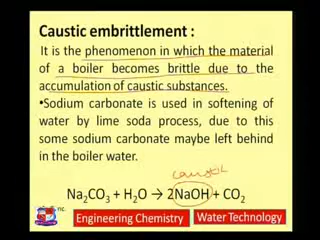 Caustic embrittlement :
It is the phenomenon in which the material
of a boiler becomes brittle due to the
accumulation of caustic substances.
•Sodium carbonate is used in softening of
water by lime soda process, due to this
some sodium carbonate maybe left behind
in the boiler water.
caustic
Na₂CO₃ + H₂O → 2NaOH + CO₂
inc.
Engineering Chemistry Water Technology